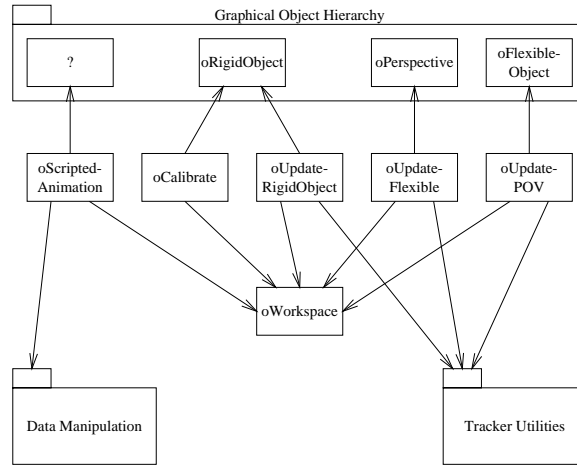 Graphical Object Hierarchy
?
oRigidObject
oPerspective
oFlexible-
Object
oScripted-
Animation
oCalibrate
oUpdate-
RigidObject
oUpdate-
Flexible
oUpdate-
POV
oWorkspace
Data Manipulation
Tracker Utilities